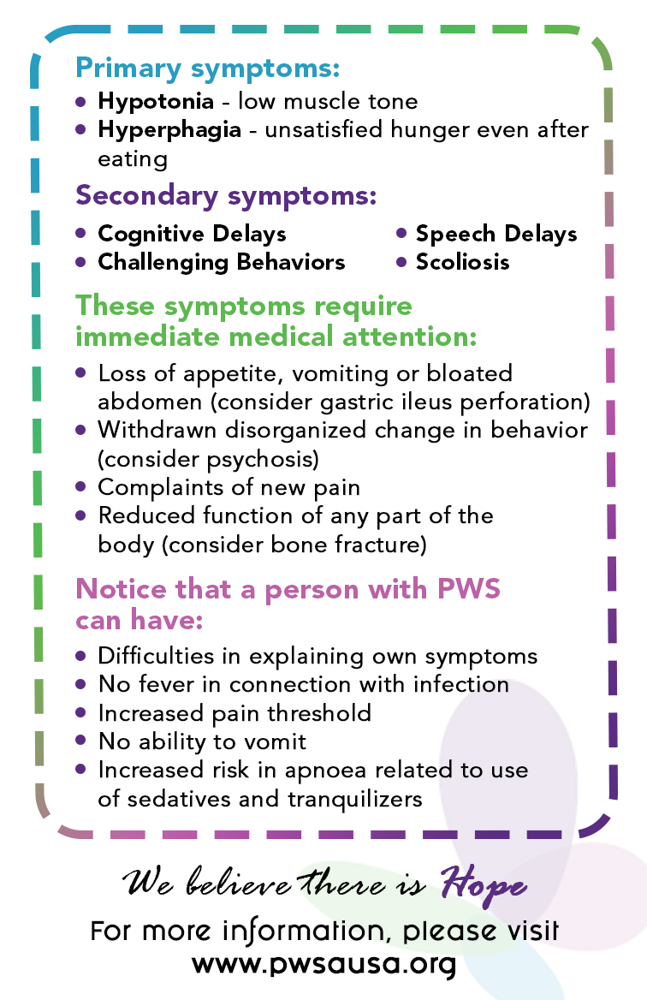 Primary symptoms:
• Hypotonia - low muscle tone
• Hyperphagia - unsatisfied hunger even after
eating
Secondary symptoms:
• Cognitive Delays
• Speech Delays
• Challenging Behaviors
• Scoliosis
These symptoms require
immediate medical attention:
• Loss of appetite, vomiting or bloated
abdomen (consider gastric ileus perforation)
• Withdrawn disorganized change in behavior
(consider psychosis)
• Complaints of new pain
• Reduced function of any part of the
body (consider bone fracture)
Notice that a person with PWS
can have:
• Difficulties in explaining own symptoms
• No fever in connection with infection
• Increased pain threshold
• No ability to vomit
• Increased risk in apnoea related to use
of sedatives and tranquilizers
We believe there is Hope
For more information, please visit
www.pwsausa.org